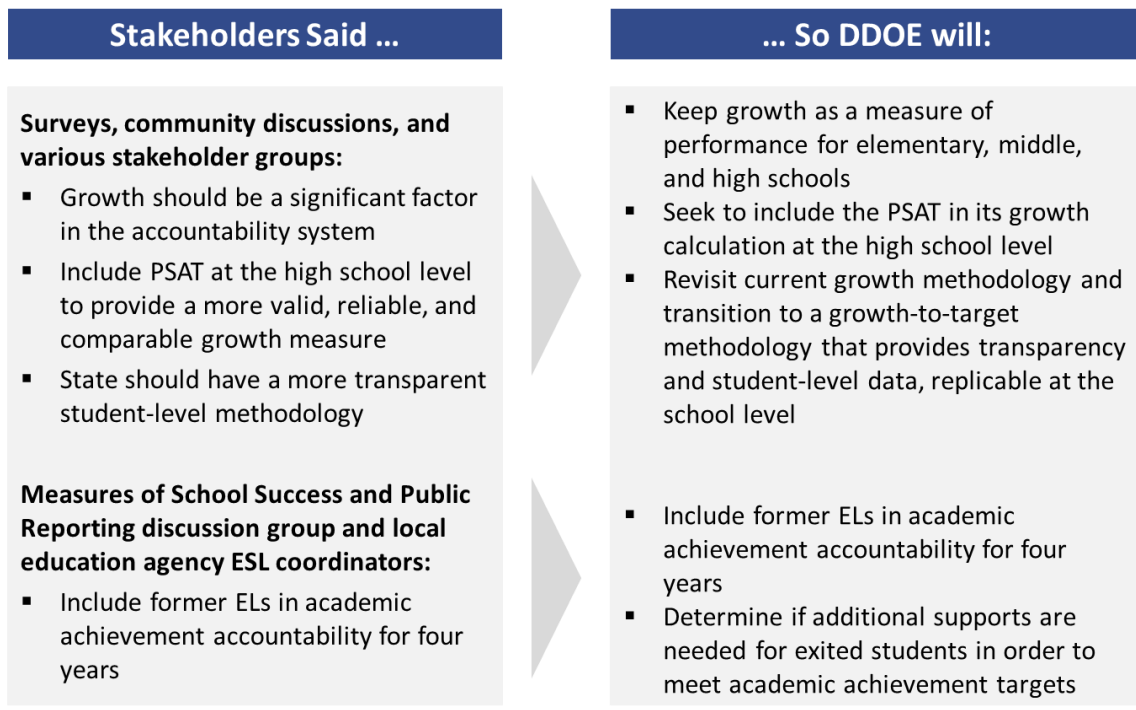 Stakeholders Said …
Surveys, community discussions, and
various stakeholder groups:
▪ Growth should be a significant factor
in the accountability system
▪ Include PSAT at the high school level
to provide a more valid, reliable, and
comparable growth measure
▪ State should have a more transparent
student-level methodology
Measures of School Success and Public
Reporting discussion group and local
education agency ESL coordinators:
▪ Include former ELs in academic
achievement accountability for four
years
… So DDOE will:
▪ Keep growth as a measure of
performance for elementary, middle,
and high schools
▪ Seek to include the PSAT in its growth
calculation at the high school level
▪ Revisit current growth methodology and
transition to a growth-to-target
methodology that provides transparency
and student-level data, replicable at the
school level
▪ Include former ELs in academic
achievement accountability for four
years
▪ Determine if additional supports are
needed for exited students in order to
meet academic achievement targets